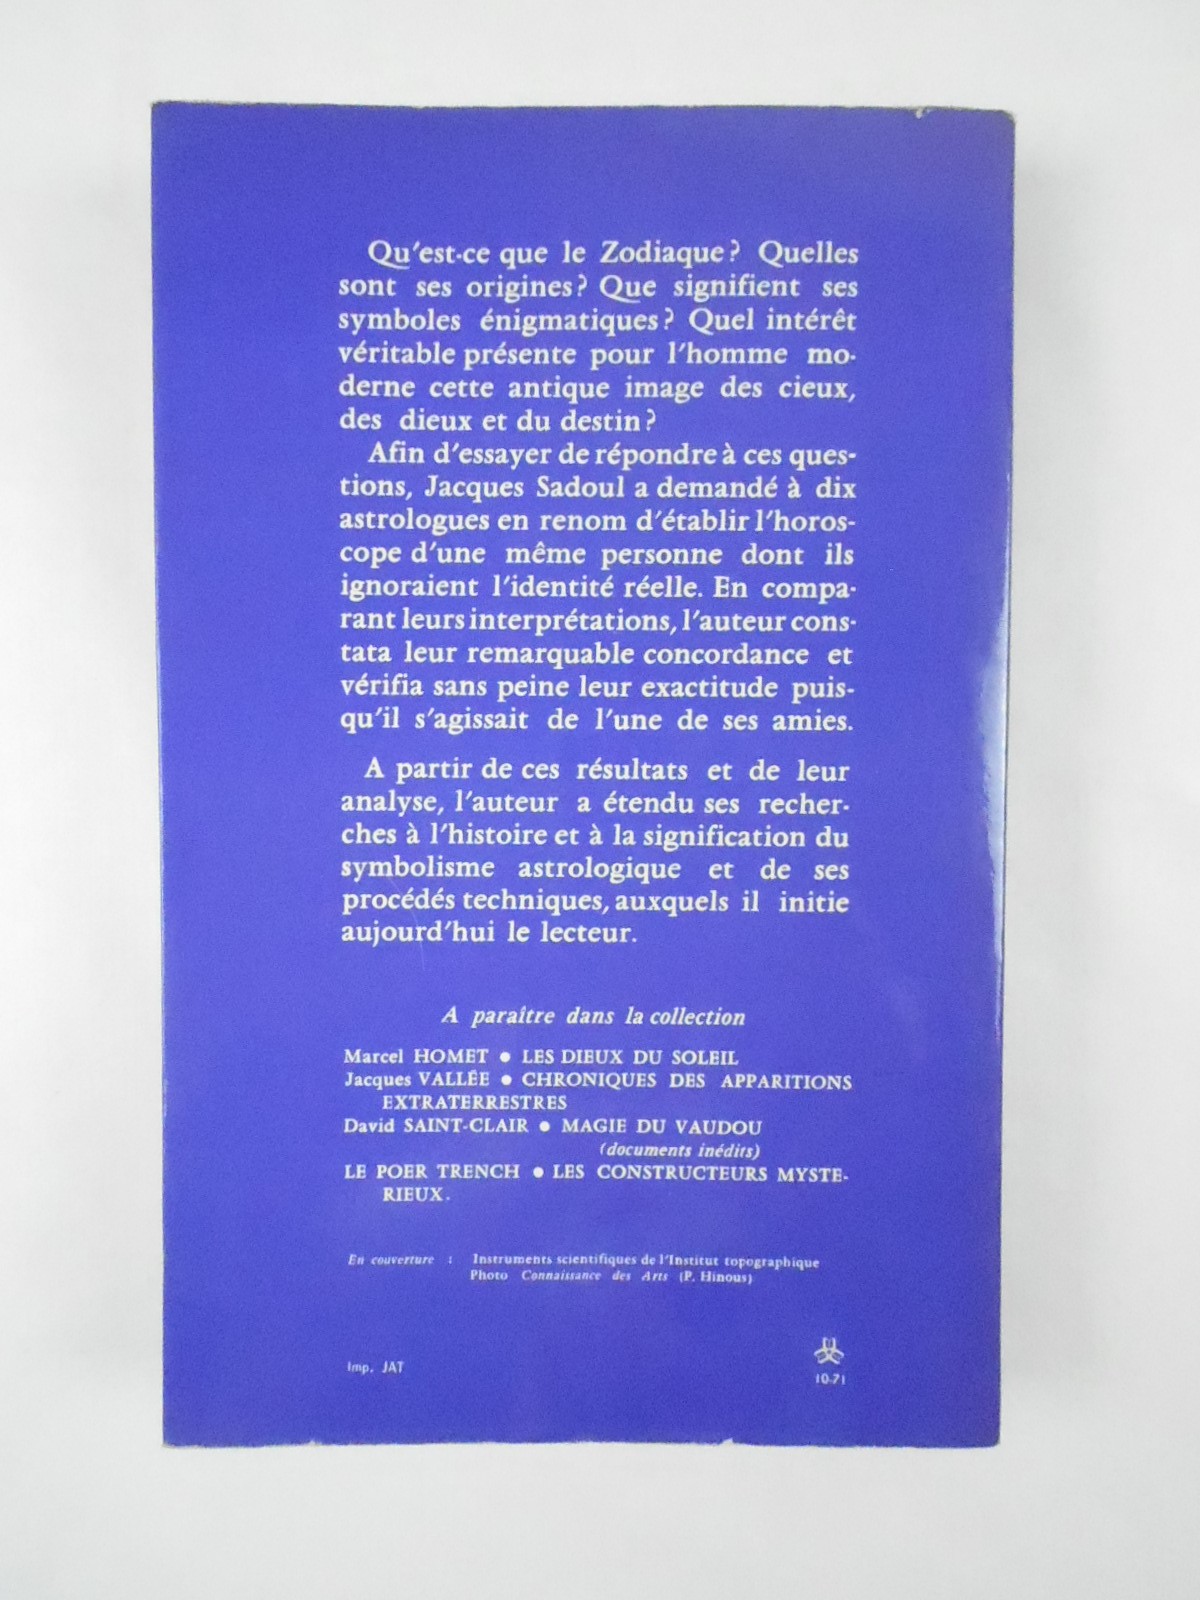 Qu'est-ce que le Zodiaque? Quelles
sont ses origines? Que signifient ses
symboles énigmatiques? Quel intérêt
véritable présente pour l'homme mo-
derne cette antique image des cieux,
des dieux et du destin?
Afin d'essayer de répondre à ces ques-
tions, Jacques Sadoul a demandé à dix
astrologues en renom d'établir l'horos-
cope d'une même personne dont ils
ignoraient l'identité réelle. En compa-
rant leurs interprétations, l'auteur cons-
tata leur remarquable concordance et
vérifia sans peine leur exactitude puis-
qu'il s'agissait de l'une de ses amies.
A partir de ces résultats et de leur
analyse, l'auteur a étendu ses recher-
ches à l'histoire et à la signification du
symbolisme astrologique et de ses
procédés techniques, auxquels il initie
aujourd'hui le lecteur.
A paraître dans la collection
Marcel HOMET ● LES DIEUX DU SOLEIL
Jacques VALLÉE ● CHRONIQUES DES APPARITIONS
EXTRATERRESTRES
David SAINT-CLAIR ● MAGIE DU VAUDOU
(documents inédits)
LE POER TRENCH ● LES CONSTRUCTEURS MYSTE-
RIEUX.
En couverture : Instruments scientifiques de l'Institut topographique
Photo Connaissance des Arts (P. Hinous)
Imp. JAT
10-71